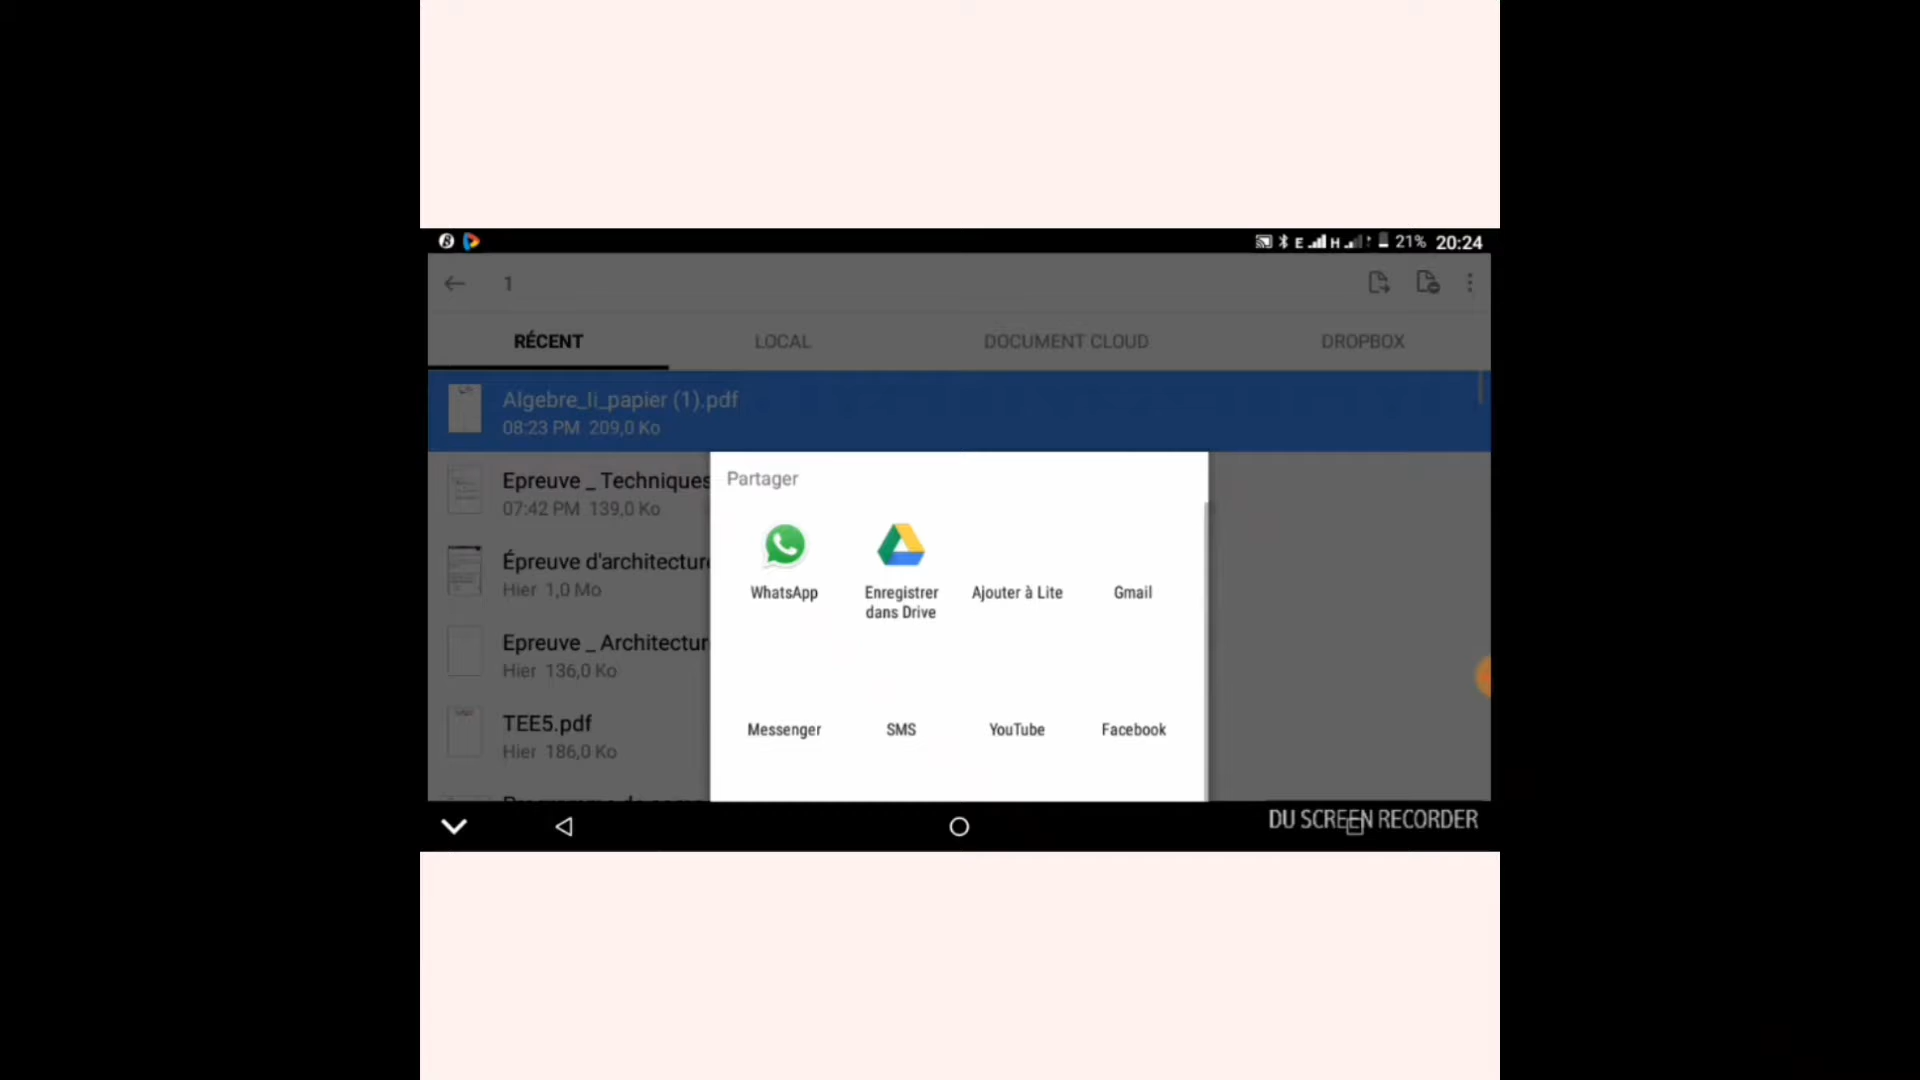 E H 21% 20:24
1
RÉCENT LOCAL DOCUMENT CLOUD DROPBOX
Algebre_li_papier (1).pdf
08:23 PM 209,0 Ko
Epreuve _ Techniques
07:42 PM 139,0 Ko
Épreuve d'architectur
Hier 1,0 Mo
Epreuve _ Architectur
Hier 136,0 Ko
TEE5.pdf
Hier 186,0 Ko
Partager
WhatsApp
Enregistrer
dans Drive
Ajouter à Lite
Gmail
Messenger
SMS
YouTube
Facebook
DU SCREEN RECORDER